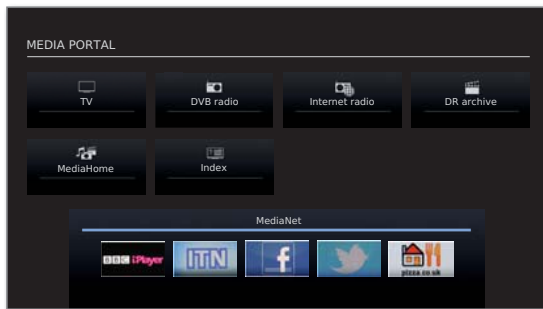 MEDIA PORTAL
TV
DVB radio
Internet radio
DR archive
MediaHome
Index
MediaNet
BBC iPlayer
ITN
f
pizza.co.uk